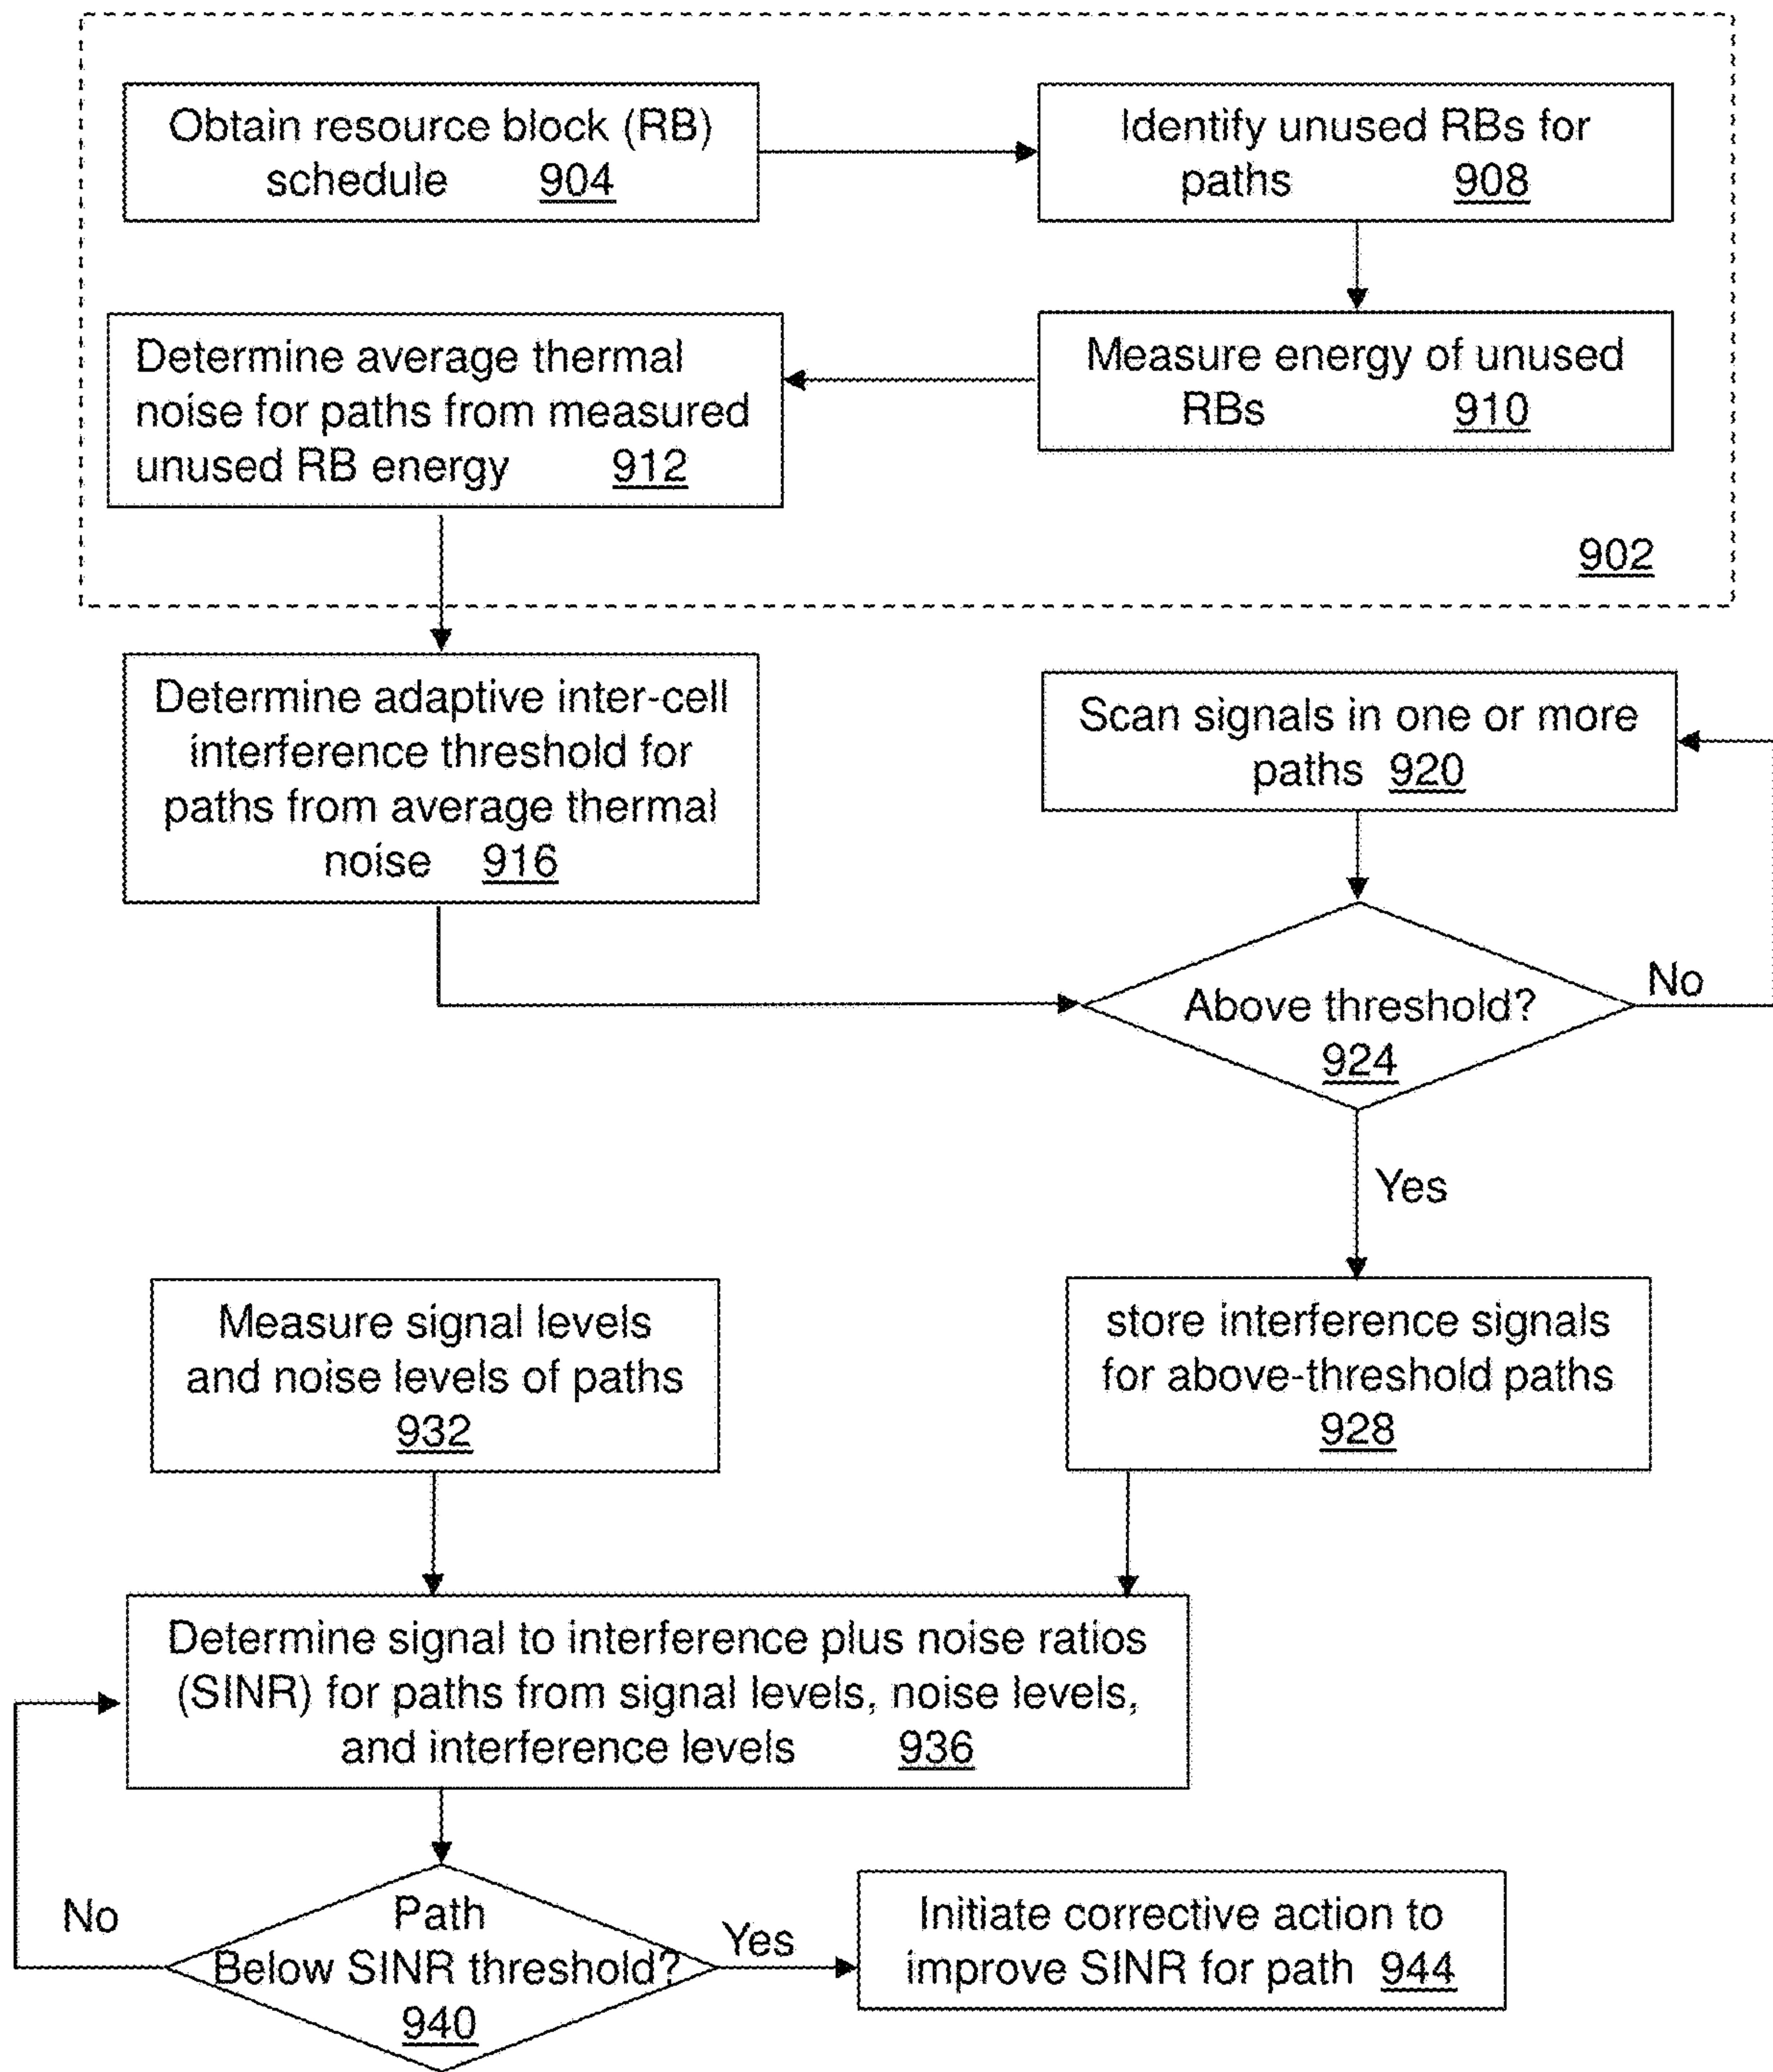 Obtain resource block (RB)
schedule 904
Identify unused RBs for
paths 908
Determine average thermal
noise for paths from measured
unused RB energy 912
Measure energy of unused
RBs 910
902
Determine adaptive inter-cell
interference threshold for
paths from average thermal
noise 916
Scan signals in one or more
paths 920
Above threshold?
924
No
Yes
Measure signal levels
and noise levels of paths
932
store interference signals
for above-threshold paths
928
Determine signal to interference plus noise ratios
(SINR) for paths from signal levels, noise levels,
and interference levels 936
No
Path
Below SINR threshold?
940
Yes
Initiate corrective action to
improve SINR for path 944